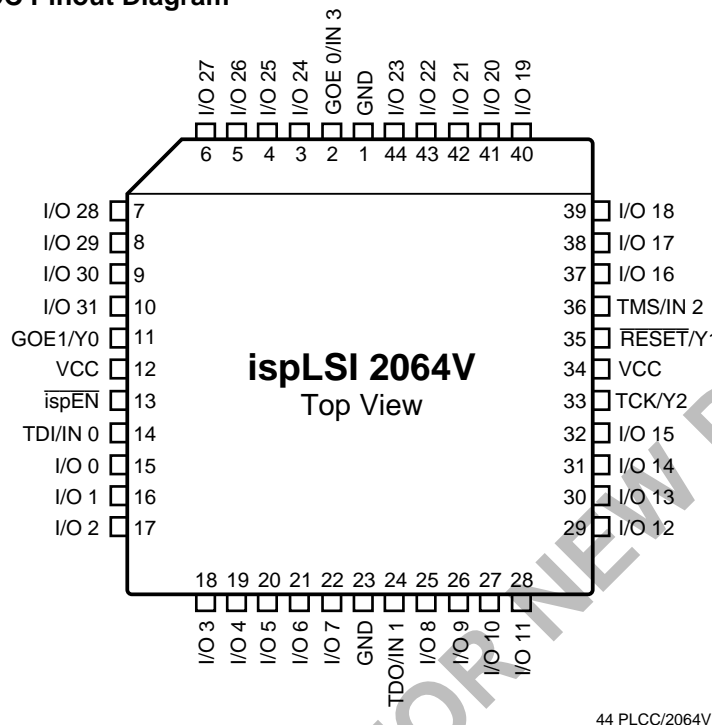 Pinout Diagram
I/O 27
I/O 26
I/O 25
I/O 24
GOE 0/IN 3
GND
I/O 23
I/O 22
I/O 21
I/O 20
I/O 19
6 5 4 3 2 1 44 43 42 41 40
I/O 28 7
I/O 29 8
I/O 30 9
I/O 31 10
GOE1/Y0 11
VCC 12
ispEN 13
TDI/IN 0 14
I/O 0 15
I/O 1 16
I/O 2 17
ispLSI 2064V
Top View
39 I/O 18
38 I/O 17
37 I/O 16
36 TMS/IN 2
35 RESET/Y1
34 VCC
33 TCK/Y2
32 I/O 15
31 I/O 14
30 I/O 13
29 I/O 12
18 19 20 21 22 23 24 25 26 27 28
I/O 3
I/O 4
I/O 5
I/O 6
I/O 7
GND
TDO/IN 1
I/O 8
I/O 9
I/O 10
I/O 11
OR NEW
44 PLCC/2064V